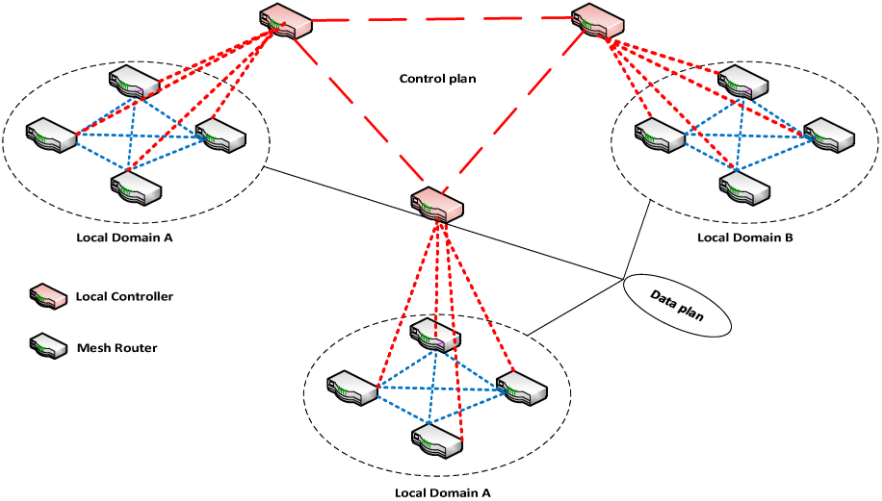 Control plan
Local Domain A
Local Domain B
Local Controller
Data plan
Mesh Router
Local Domain A